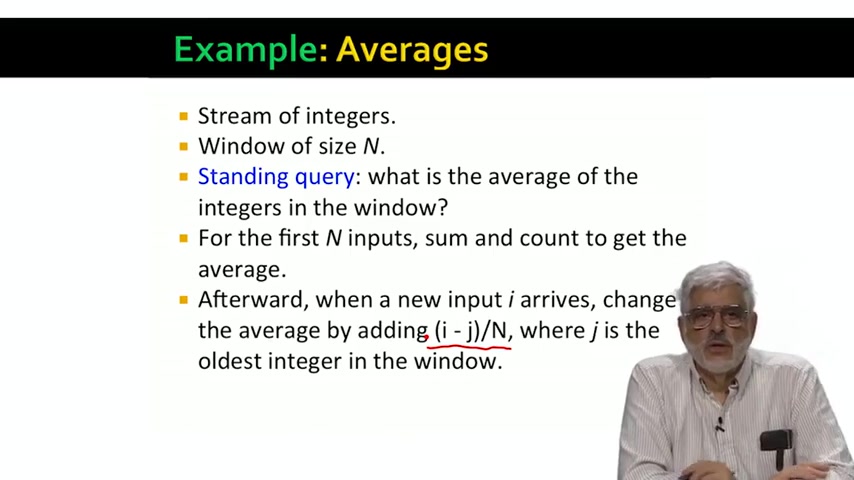 Example: Averages
▪ Stream of integers.
▪ Window of size N.
▪ Standing query: what is the average of the
integers in the window?
▪ For the first N inputs, sum and count to get the
average.
▪ Afterward, when a new input i arrives, change
the average by adding (i - j)/N, where j is the
oldest integer in the window.